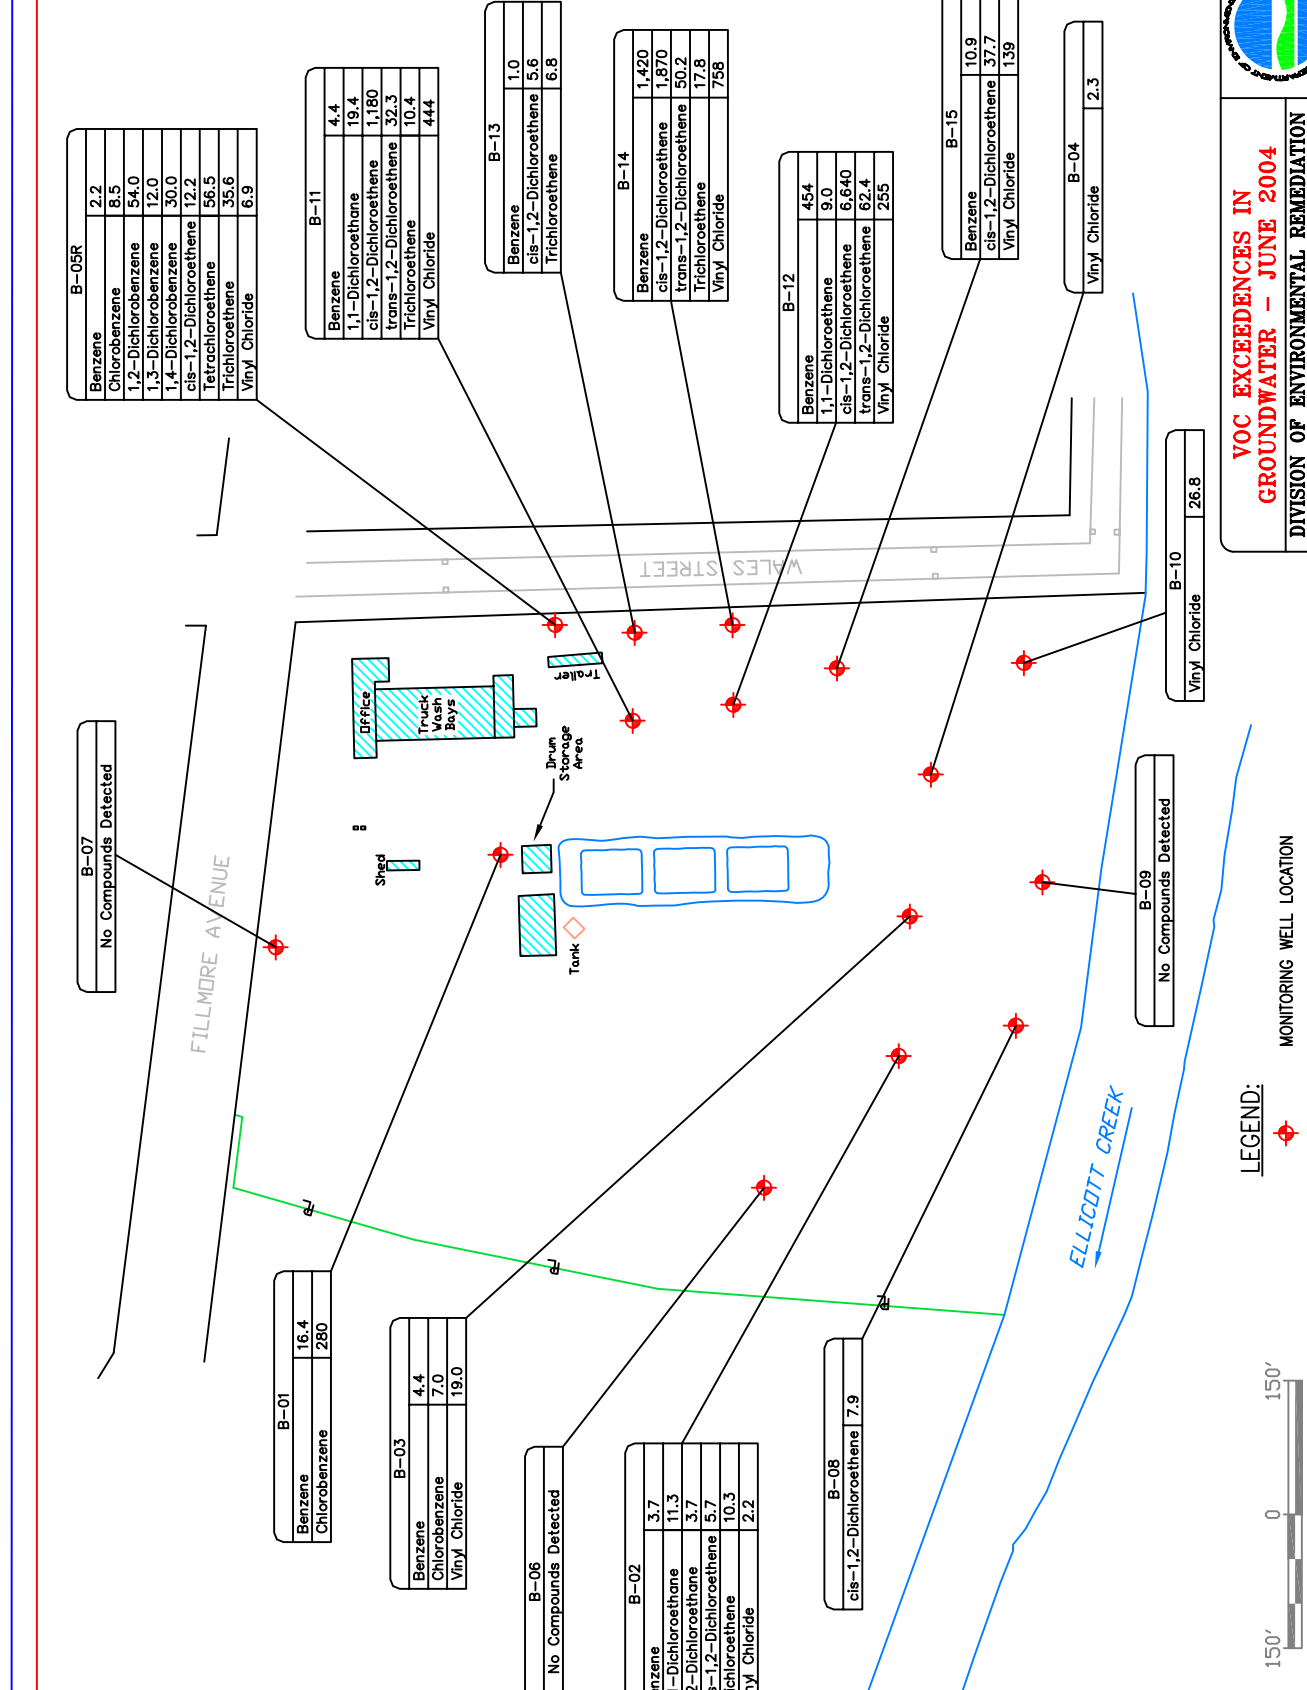 B-05R
Benzene 2.2
Chlorobenzene 8.5
1,2-Dichlorobenzene 54.0
1,3-Dichlorobenzene 12.0
1,4-Dichlorobenzene 30.0
cis-1,2-Dichloroethene 12.2
Tetrachloroethene 56.5
Trichloroethene 35.6
Vinyl Chloride 6.9
B-11
Benzene 4.4
1,1-Dichloroethane 19.4
cis-1,2-Dichloroethene 1,180
trans-1,2-Dichloroethene 32.3
Trichloroethene 10.4
Vinyl Chloride 444
B-13
Benzene 1.0
cis-1,2-Dichloroethene 5.6
Trichloroethene 6.8
B-14
Benzene 1,420
cis-1,2-Dichloroethene 1,870
trans-1,2-Dichloroethene 50.2
Trichloroethene 17.8
Vinyl Chloride 758
B-12
Benzene 454
1,1-Dichloroethene 9.0
cis-1,2-Dichloroethene 6,640
trans-1,2-Dichloroethene 62.4
Vinyl Chloride 255
B-15
Benzene 10.9
cis-1,2-Dichloroethene 37.7
Vinyl Chloride 139
B-04
Vinyl Chloride 2.3
B-10
Vinyl Chloride 26.8
B-07
No Compounds Detected
FILLMORE AVENUE
WALES STREET
Office
Truck
Wash
Bays
Trailer
Drum
Storage
Area
Shed
Tank
B-09
No Compounds Detected
ELLICOTT CREEK
B-01
Benzene 16.4
Chlorobenzene 280
B-03
Benzene 4.4
Chlorobenzene 7.0
Vinyl Chloride 19.0
B-06
No Compounds Detected
B-02
nzene 3.7
1-Dichloroethane 11.3
2-Dichloroethane 3.7
s-1,2-Dichloroethene 5.7
ichloroethene 10.3
nyl Chloride 2.2
B-08
cis-1,2-Dichloroethene 7.9
LEGEND:
MONITORING WELL LOCATION
150' 0 150'
VOC EXCEEDENCES IN
GROUNDWATER - JUNE 2004
DIVISION OF ENVIRONMENTAL REMEDIATION